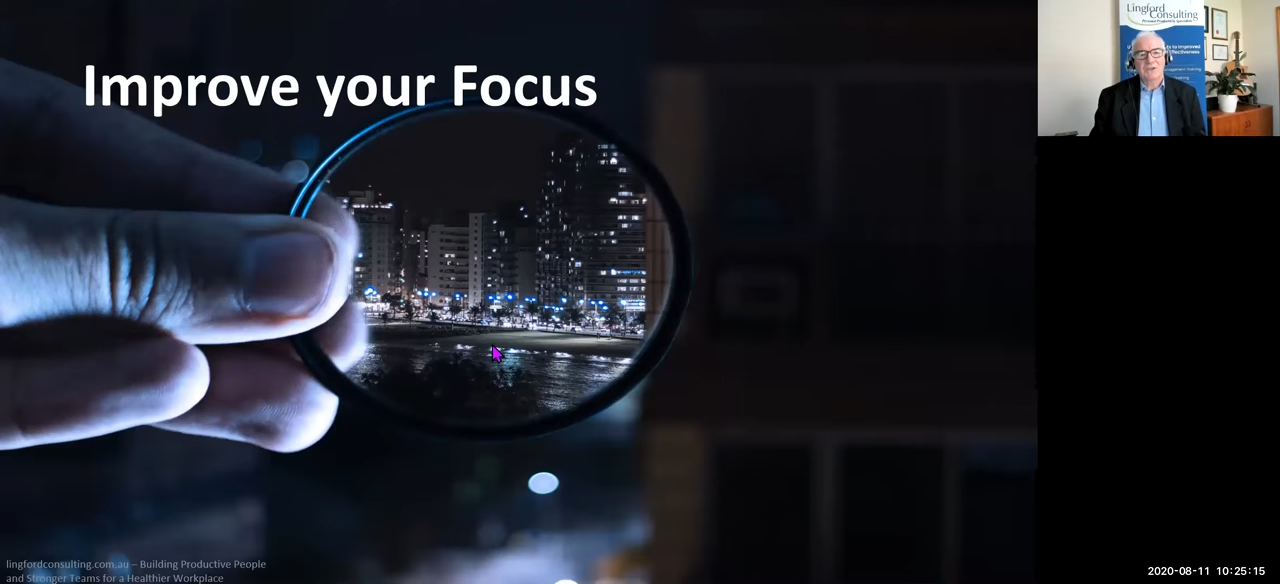 Improve your Focus
Lingford
Consulting
lingfordconsulting.com.au – Building Productive People
and Stronger Teams for a Healthier Workplace
2020-08-11 10:25:15